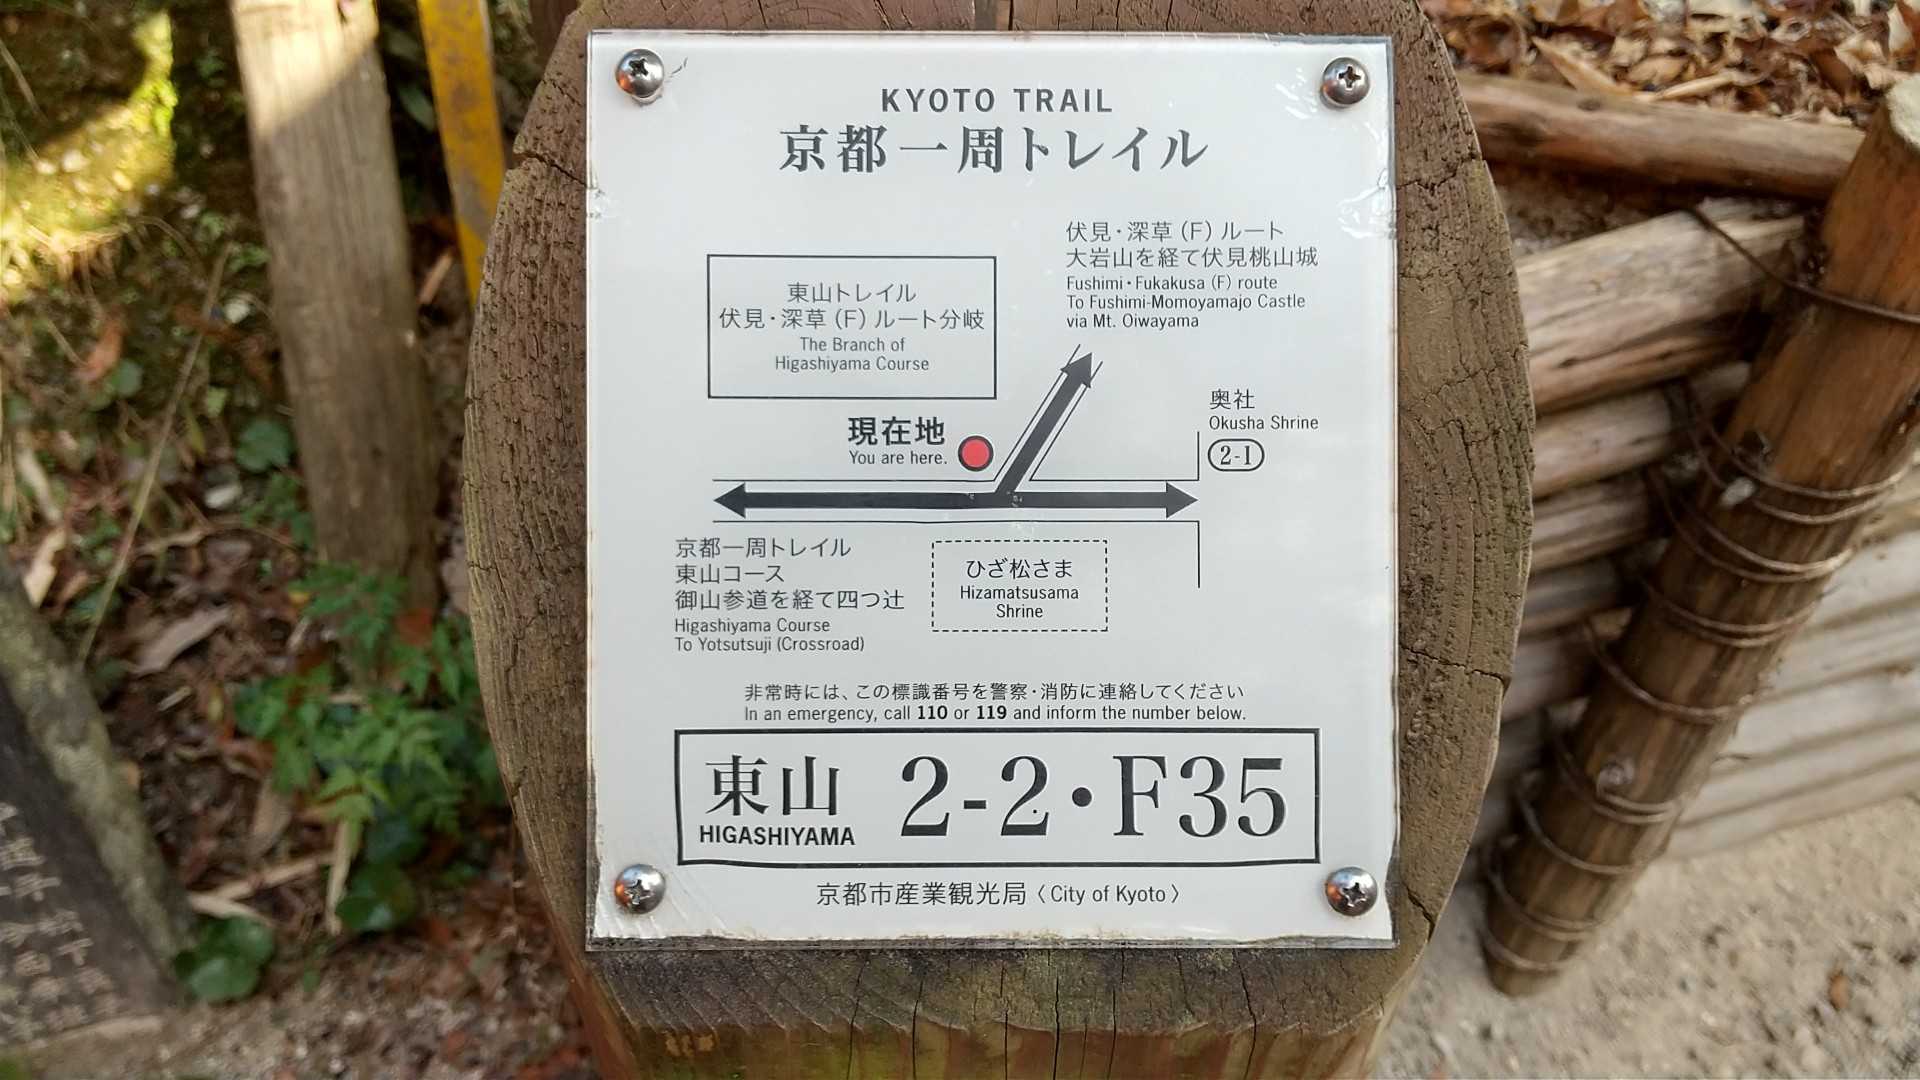 KYOTO TRAIL
京都一周トレイル
伏見・深草（F）ルート
大岩山を経て伏見桃山城
Fushimi・Fukakusa (F) route
To Fushimi-Momoyamajo Castle
via Mt. Oiwayama
東山トレイル
伏見・深草（F）ルート分岐
The Branch of
Higashiyama Course
奥社
Okusha Shrine
2-1
現在地
You are here.
京都一周トレイル
東山コース
御山参道を経て四つ辻
Higashiyama Course
To Yotsutsuji (Crossroad)
ひざ松さま
Hizamatsusama
Shrine
非常時には、この標識番号を警察・消防に連絡してください
In an emergency, call 110 or 119 and inform the number below.
東山 2-2・F35
HIGASHIYAMA
京都市産業観光局〈City of Kyoto〉